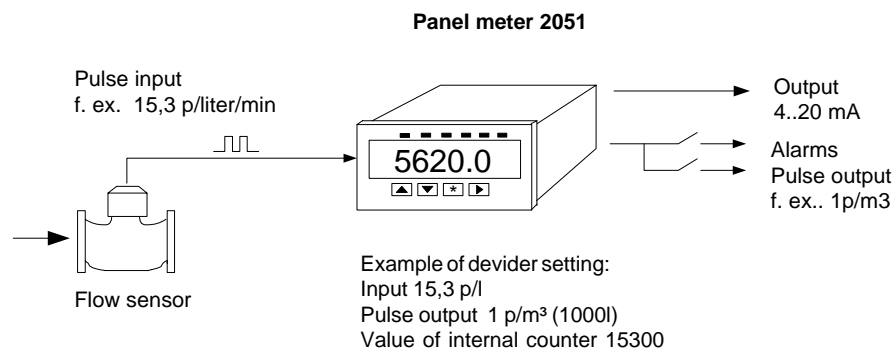 Panel meter 2051
Pulse input
f. ex. 15,3 p/liter/min
Output
4..20 mA
5620.0
*
Alarms
Pulse output
f. ex.. 1p/m3
Flow sensor
Example of devider setting:
Input 15,3 p/l
Pulse output 1 p/m³ (1000l)
Value of internal counter 15300